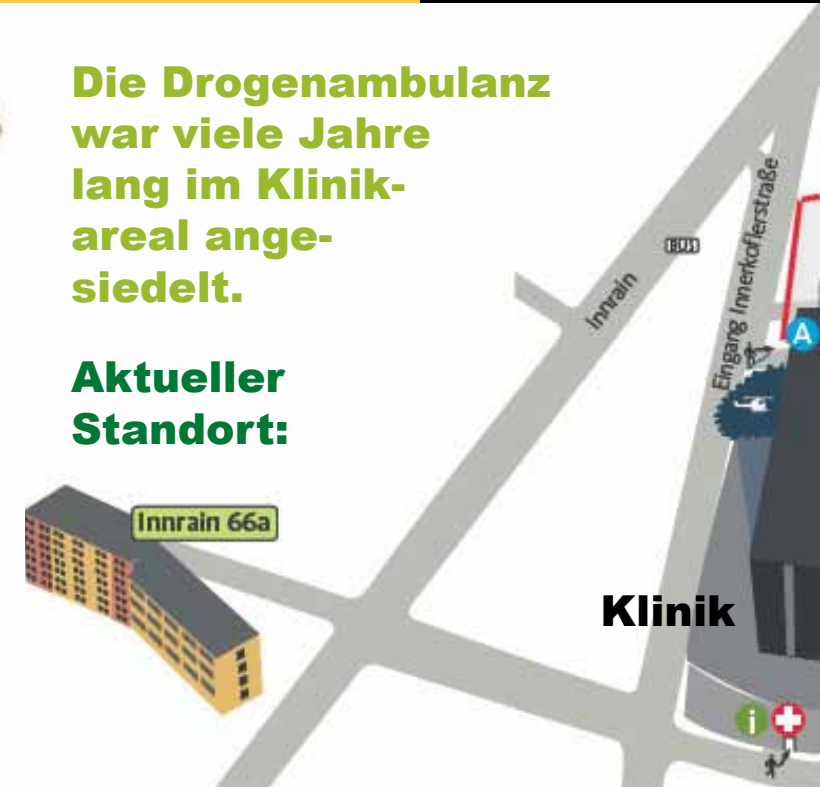 Die Drogenambulanz
war viele Jahre
lang im Klinik-
areal ange-
siedelt.
Aktueller
Standort:
Innrain 66a
BUS
Innrain
Eingang Innerkoflerstraße
A
Klinik
i